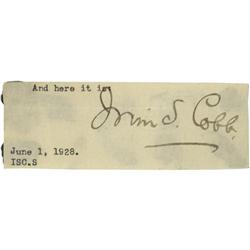 And here it is:
Irvin S. Cobb.
June 1, 1928.
ISC.S